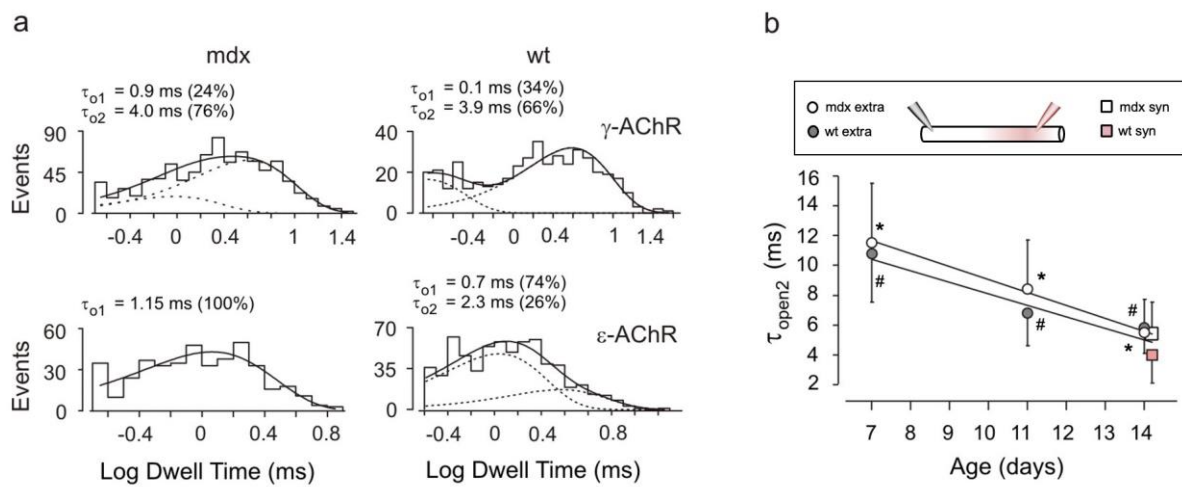 a
mdx
wt
τo1 = 0.9 ms (24%)
τo2 = 4.0 ms (76%)
τo1 = 0.1 ms (34%)
τo2 = 3.9 ms (66%)
γ-AChR
Events
90
45
0
40
20
0
-0.4 0 0.4 1 1.4
-0.4 0 0.4 1 1.4
τo1 = 1.15 ms (100%)
τo1 = 0.7 ms (74%)
τo2 = 2.3 ms (26%)
ε-AChR
Events
60
30
0
70
35
0
-0.4 0 0.4 0.8
-0.4 0 0.4 1
Log Dwell Time (ms)
Log Dwell Time (ms)
b
mdx extra
wt extra
mdx syn
wt syn
τopen2 (ms)
16
14
12
10
8
6
4
2
*
#
*
#
#
*
7 8 9 10 11 12 13 14
Age (days)